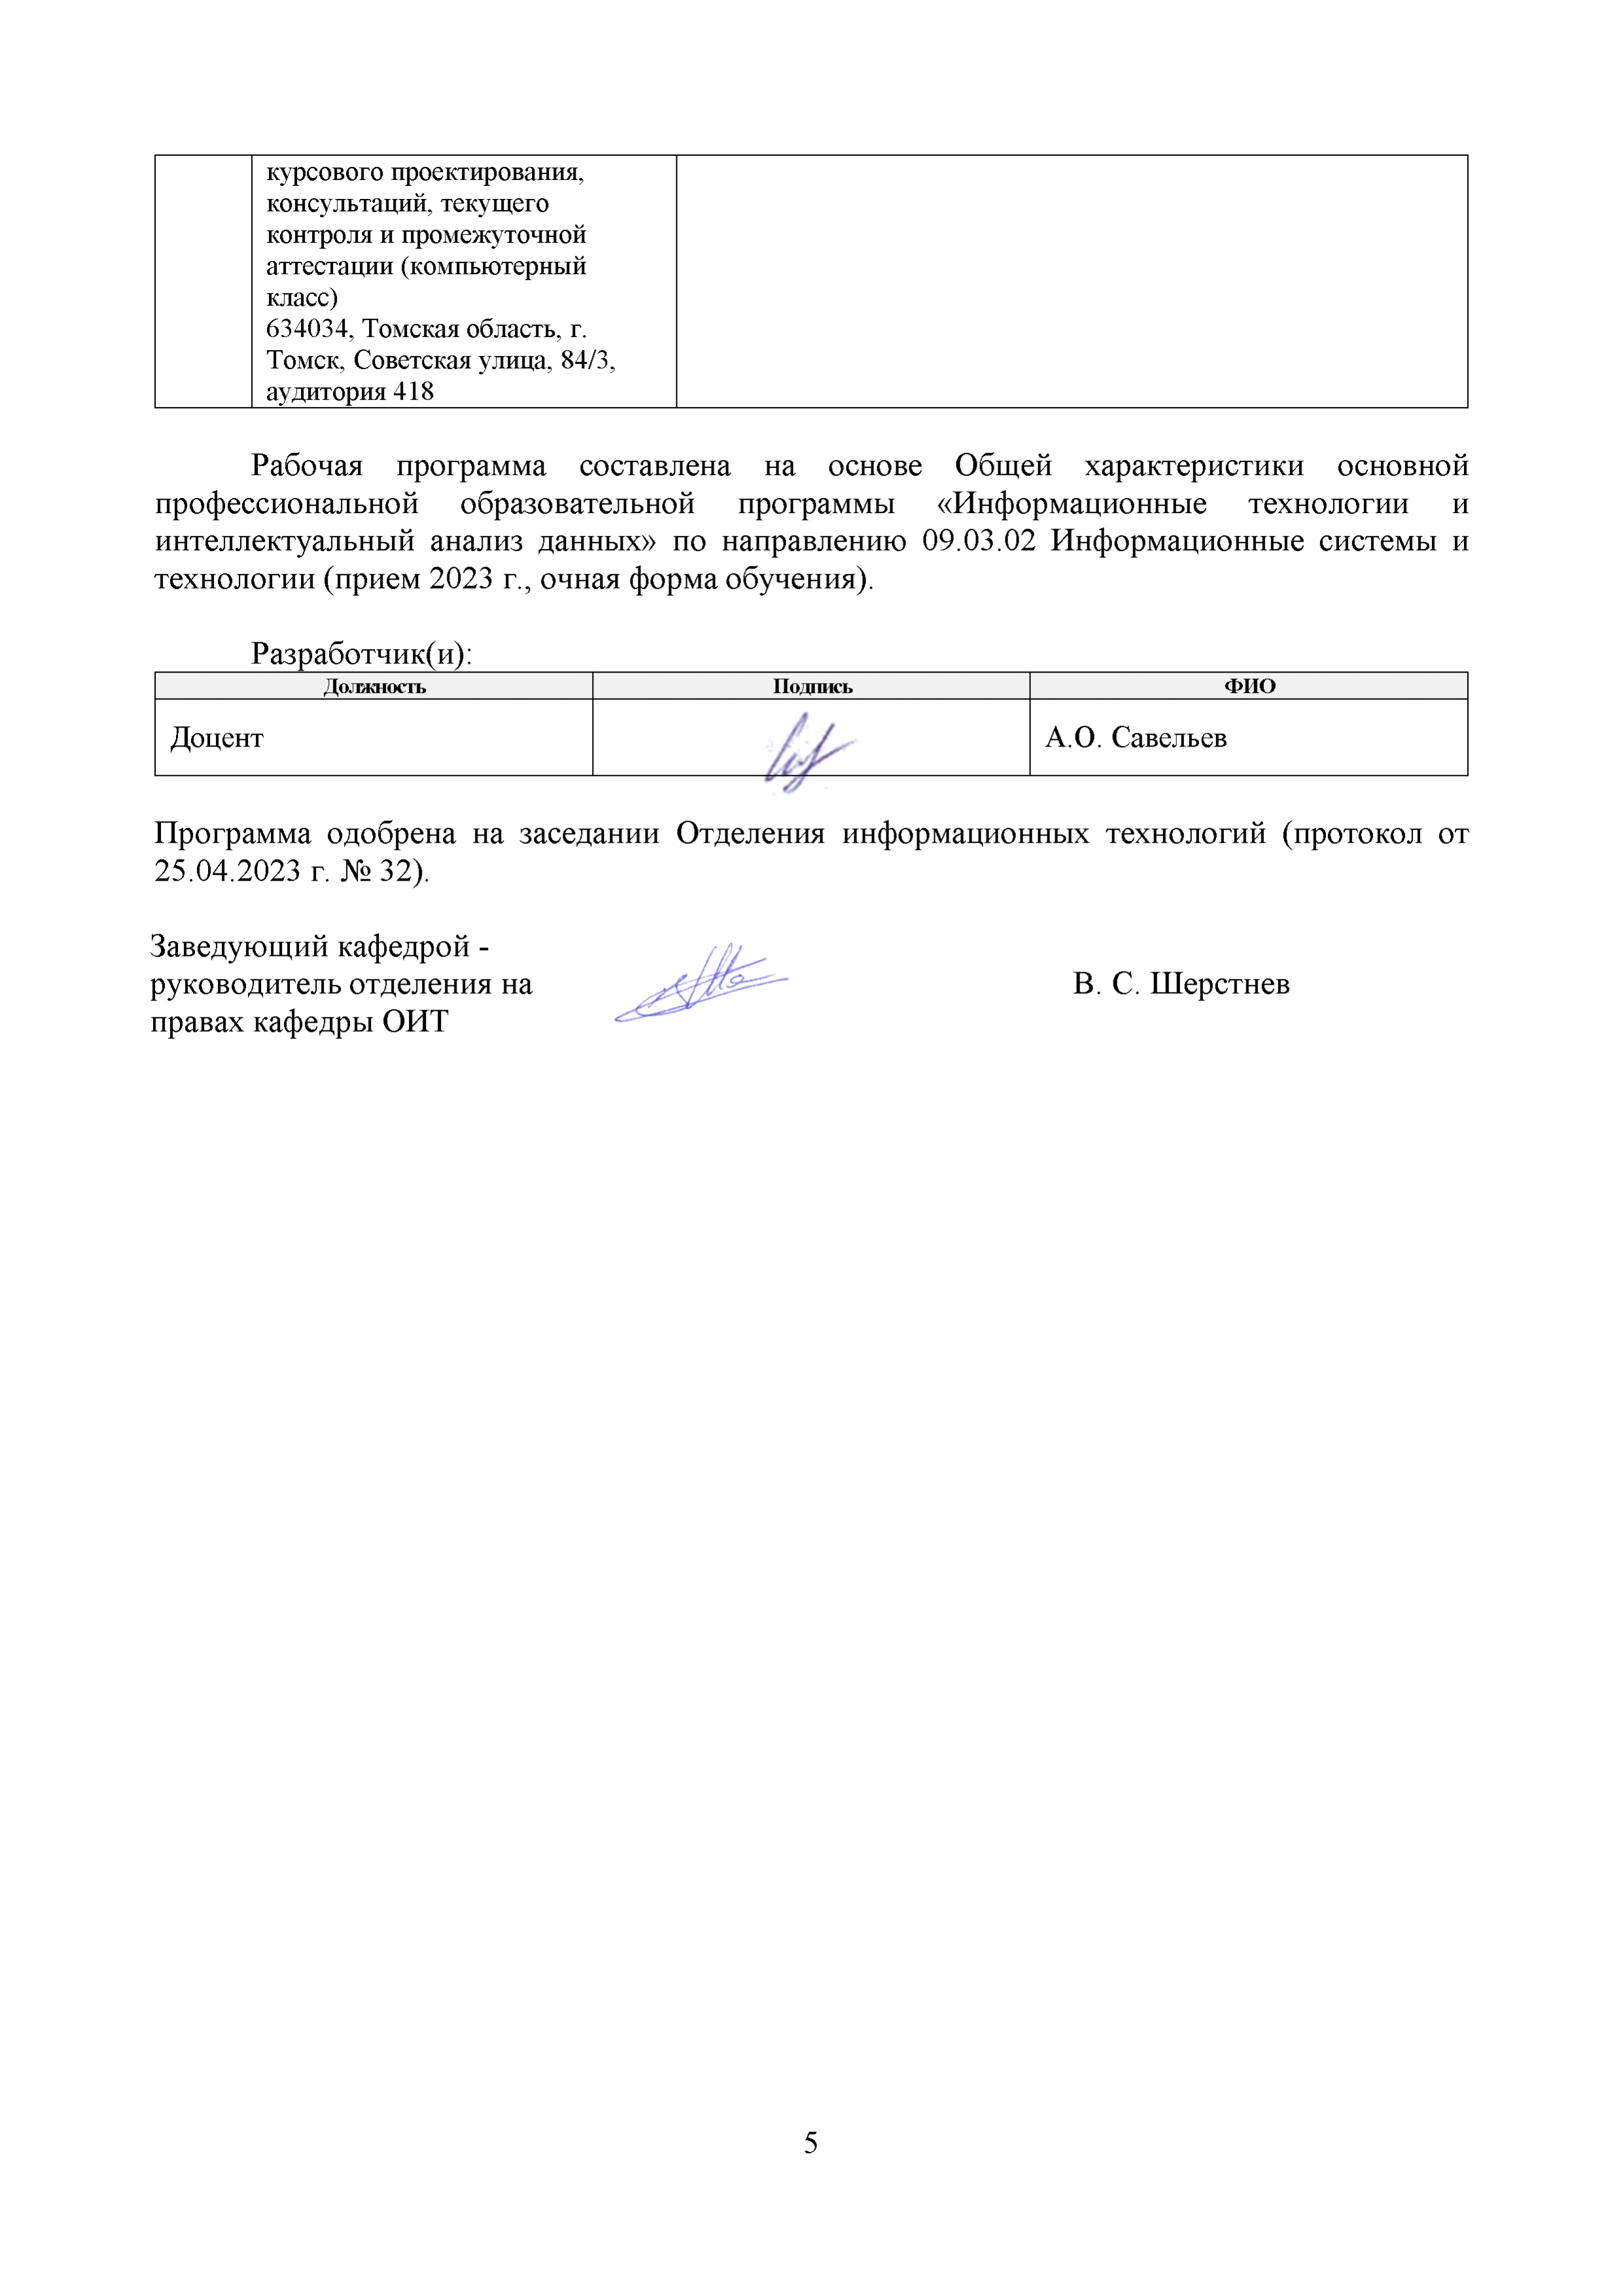 курсового проектирования,
консультаций, текущего
контроля и промежуточной
аттестации (компьютерный
класс)
634034, Томская область, г.
Томск, Советская улица, 84/3,
аудитория 418
Рабочая программа составлена на основе Общей характеристики основной
профессиональной образовательной программы «Информационные технологии и
интеллектуальный анализ данных» по направлению 09.03.02 Информационные системы и
технологии (прием 2023 г., очная форма обучения).
Разработчик(и):
Должность Подпись ФИО
Доцент А.О. Савельев
Программа одобрена на заседании Отделения информационных технологий (протокол от
25.04.2023 г. № 32).
Заведующий кафедрой -
руководитель отделения на В. С. Шерстнев
правах кафедры ОИТ
5